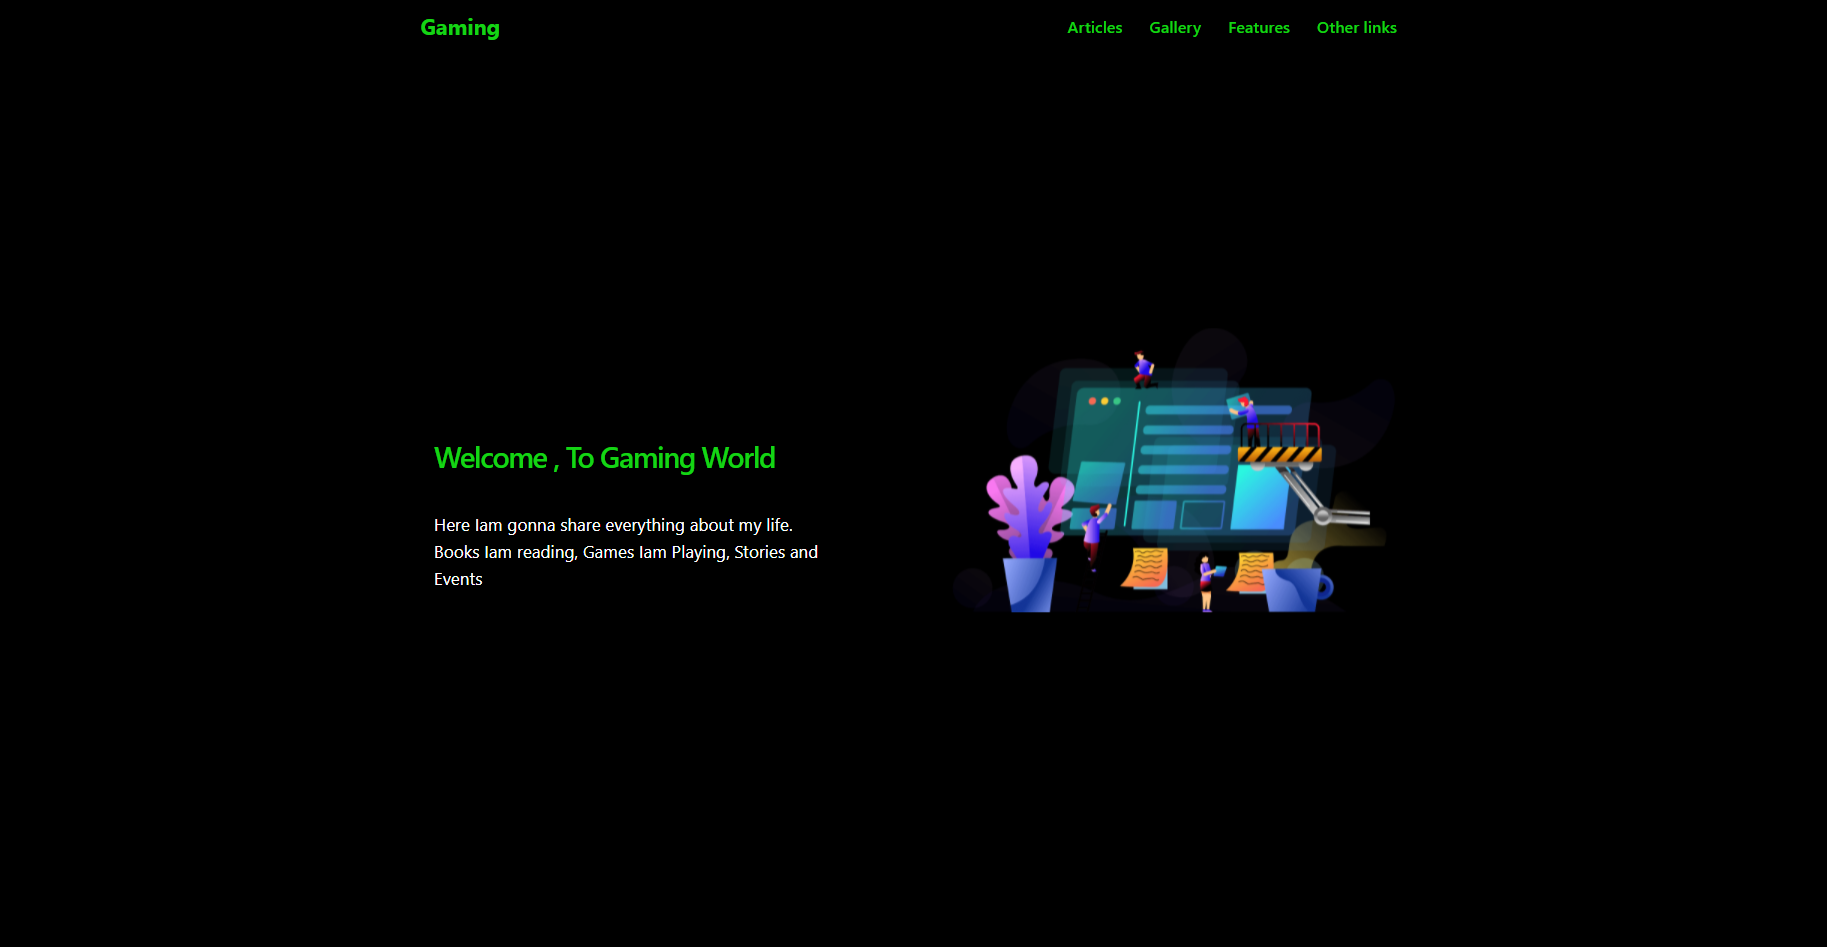 Gaming
Articles Gallery Features Other links
Welcome , To Gaming World
Here Iam gonna share everything about my life.
Books Iam reading, Games Iam Playing, Stories and
Events